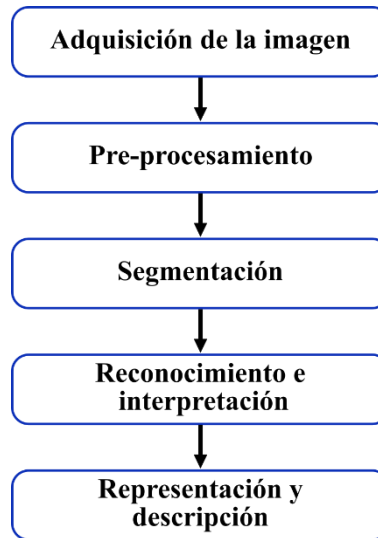 Adquisición de la imagen
Pre-procesamiento
Segmentación
Reconocimiento e
interpretación
Representación y
descripción